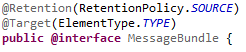 @Retention(RetentionPolicy.SOURCE)
@Target(ElementType.TYPE)
public @interface MessageBundle {